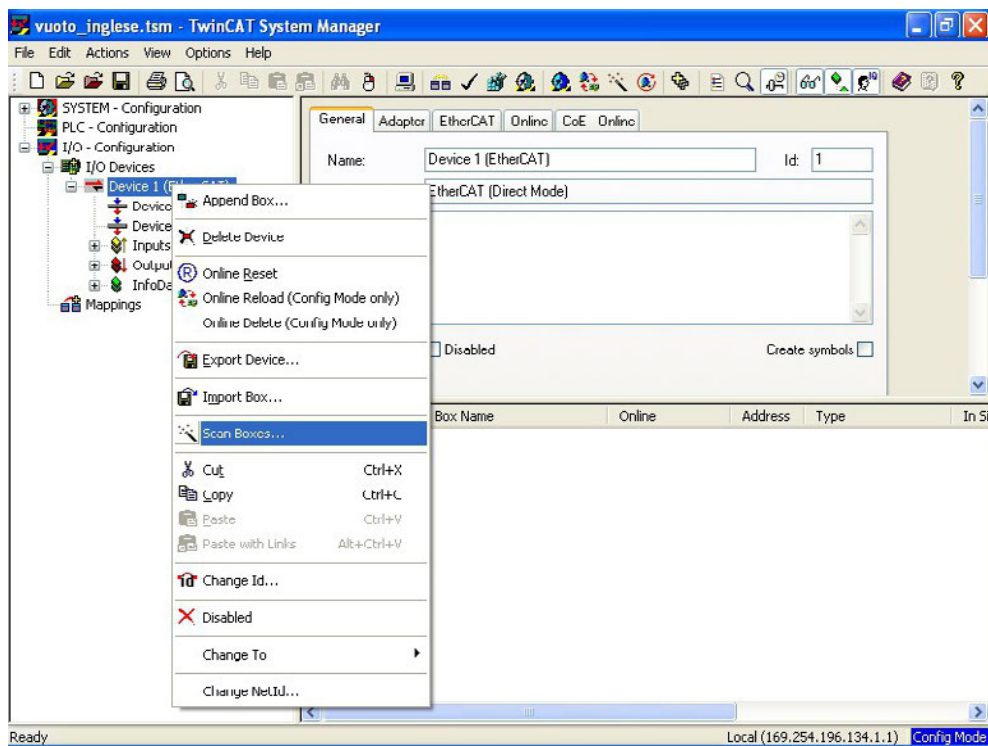 vuoto_inglese.tsm - TwinCAT System Manager
File Edit Actions View Options Help
SYSTEM - Configuration
PLC - Configuration
I/O - Configuration
I/O Devices
Device 1 (EtherCAT)
Device
Device
Inputs
Outpu
InfoDa
Mappings
Append Box...
Delete Device
Online Reset
Online Reload (Config Mode only)
Online Delete (Config Mode only)
Export Device...
Import Box...
Scan Boxes...
Cut Ctrl+X
Copy Ctrl+C
Paste Ctrl+V
Paste with Links Alt+Ctrl+V
Change Id...
Disabled
Change To
Change NetId...
General Adapter EtherCAT Online CoE - Online
Name: Device 1 (EtherCAT) Id: 1
EtherCAT (Direct Mode)
Disabled Create symbols
Box Name Online Address Type In Si
Ready Local (169.254.196.134.1.1) Config Mode